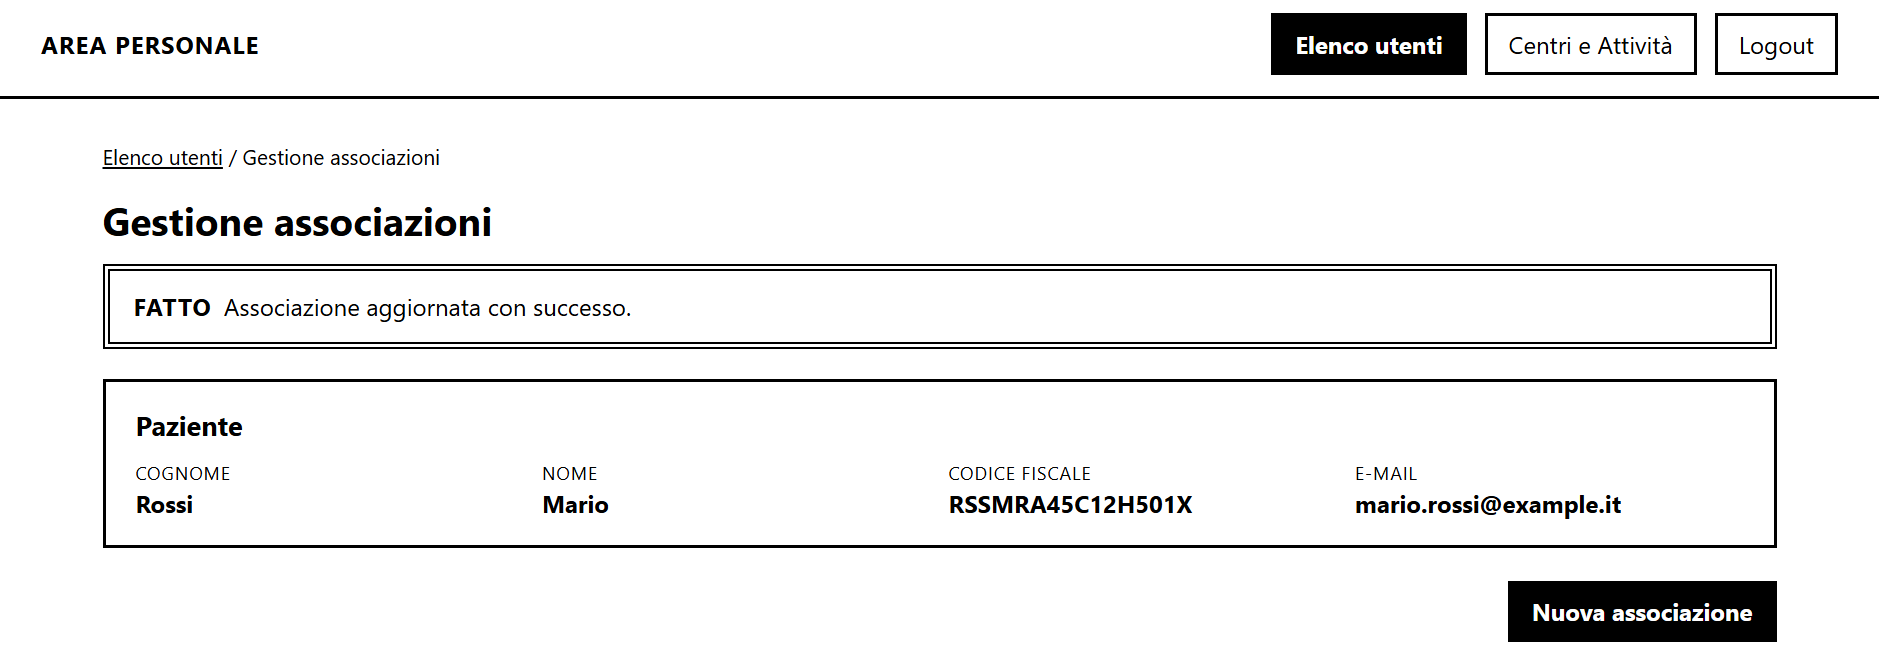 AREA PERSONALE
Elenco utenti
Centri e Attività
Logout
Elenco utenti / Gestione associazioni
Gestione associazioni
FATTO Associazione aggiornata con successo.
Paziente
COGNOME NOME CODICE FISCALE E-MAIL
Rossi Mario RSSMRA45C12H501X mario.rossi@example.it
Nuova associazione